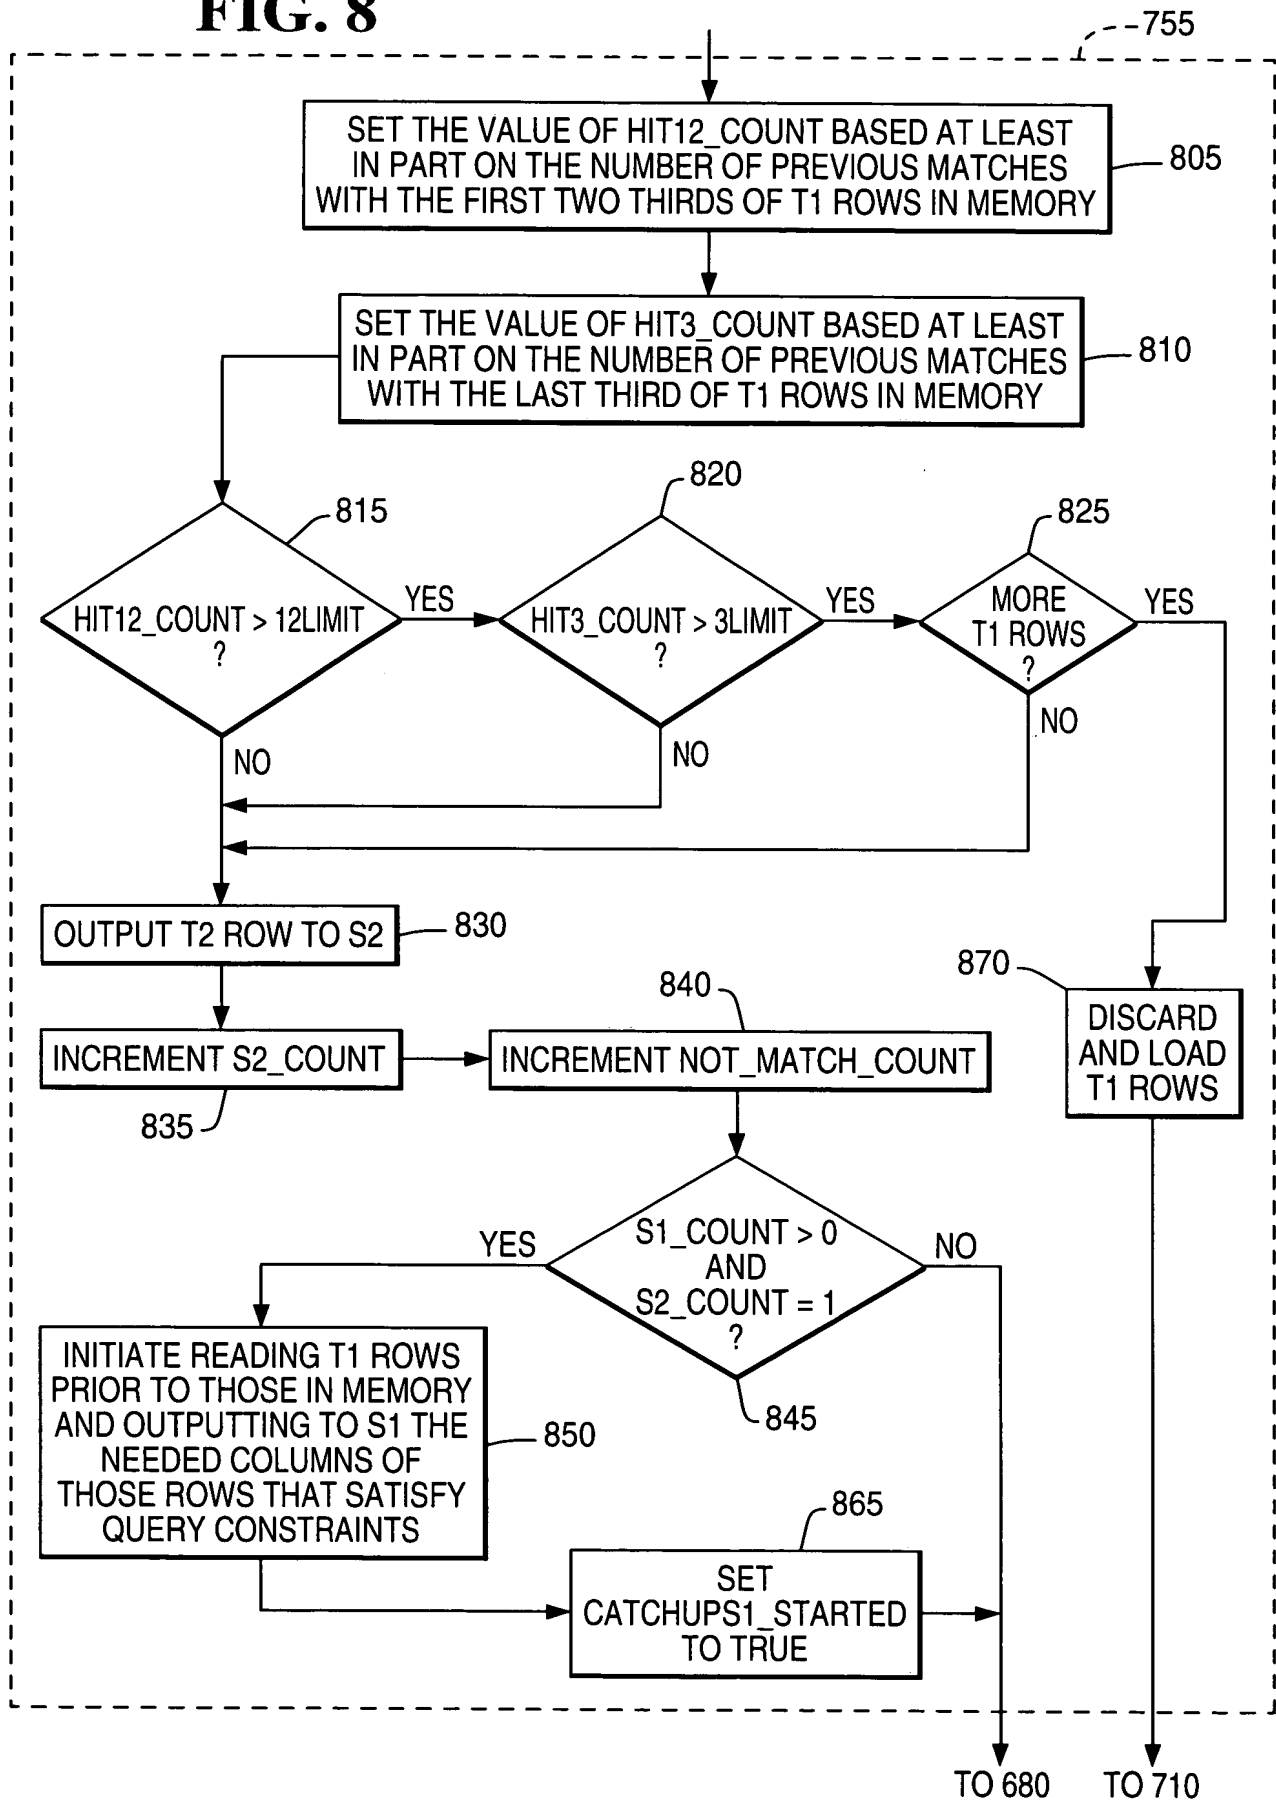 FIG. 8
755
SET THE VALUE OF HIT12_COUNT BASED AT LEAST
IN PART ON THE NUMBER OF PREVIOUS MATCHES
WITH THE FIRST TWO THIRDS OF T1 ROWS IN MEMORY
805
SET THE VALUE OF HIT3_COUNT BASED AT LEAST
IN PART ON THE NUMBER OF PREVIOUS MATCHES
WITH THE LAST THIRD OF T1 ROWS IN MEMORY
810
815
820
825
HIT12_COUNT > 12LIMIT
?
YES
NO
HIT3_COUNT > 3LIMIT
?
YES
NO
MORE
T1 ROWS
?
YES
NO
OUTPUT T2 ROW TO S2
830
870
DISCARD
AND LOAD
T1 ROWS
INCREMENT S2_COUNT
835
840
INCREMENT NOT_MATCH_COUNT
S1_COUNT > 0
AND
S2_COUNT = 1
?
YES
NO
845
INITIATE READING T1 ROWS
PRIOR TO THOSE IN MEMORY
AND OUTPUTTING TO S1 THE
NEEDED COLUMNS OF
THOSE ROWS THAT SATISFY
QUERY CONSTRAINTS
850
865
SET
CATCHUPS1_STARTED
TO TRUE
TO 680
TO 710